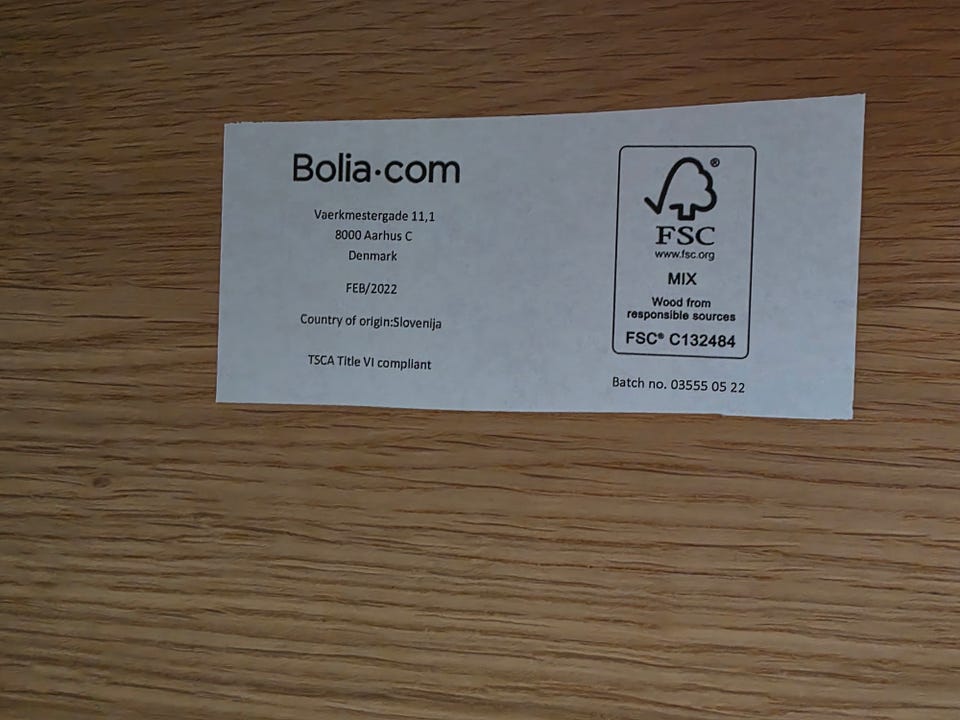 Bolia.com
Vaerkmestergade 11,1
8000 Aarhus C
Denmark
FEB/2022
Country of origin:Slovenija
TSCA Title VI compliant
®
FSC
www.fsc.org
MIX
Wood from
responsible sources
FSC® C132484
Batch no. 03555 05 22